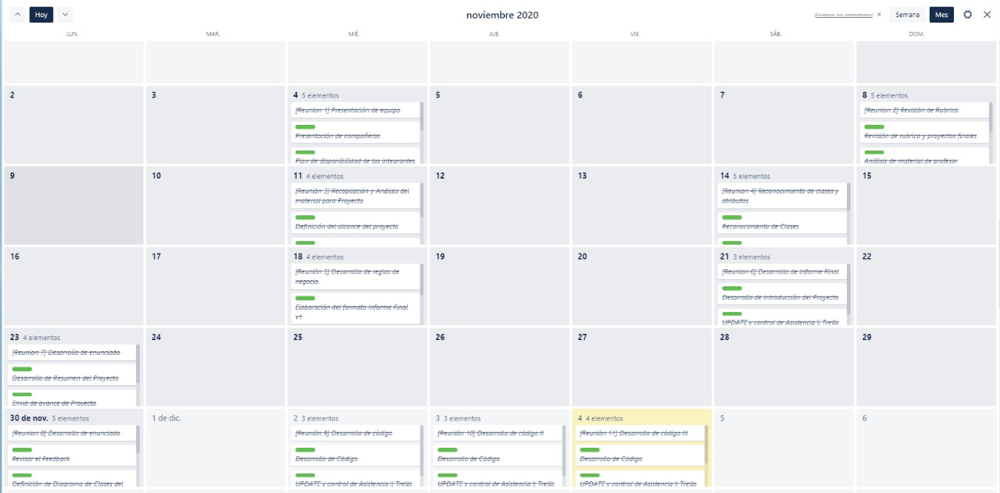 Hoy
noviembre 2020
¡Envíenos sus comentarios!
Semana
Mes
LUN. MAR. MIÉ. JUE. VIE. SÁB. DOM.
2
3
4 5 elementos
[Reunion 1] Presentación de equipo
Presentación de compañeros
Plan de disponibilidad de los integrantes
5
6
7
8 5 elementos
[Reunion 2] Revisión de Rubrica
Revisión de rubrica y proyectos finales
Análisis de material de profesor
9
10
11 4 elementos
[Reunión 3] Recopilación y Análisis del
material para Proyecto
Definición del alcance del proyecto
12
13
14 5 elementos
[Reunion 4] Reconocimiento de clases y
atributos
Reconocimiento de Clases
15
16
17
18 4 elementos
[Reunión 5] Desarrollo de reglas de
negocio
Elaboración del formato Informe Final
v1
19
20
21 3 elementos
[Reunion 6] Desarrollo de informe Final
Desarrollo de Introducción del Proyecto
UPDATE y control de Asistencia || Trello
22
23 4 elementos
[Reunion 7] Desarrollo de enunciado
Desarrollo de Resumen del Proyecto
Envió de avance de Proyecto
24
25
26
27
28
29
30 de nov. 5 elementos
[Reunion 8] Desarrollo de enunciado
Revisar el Feedback
Definición de Diagrama de Clases del
1 de dic.
2 3 elementos
[Reunión 9] Desarrollo de código
Desarrollo de Código
UPDATE y control de Asistencia || Trello
3 3 elementos
[Reunión 10] Desarrollo de código II
Desarrollo de Código
UPDATE y control de Asistencia || Trello
4 4 elementos
[Reunión 11] Desarrollo de código III
Desarrollo de Código
UPDATE y control de Asistencia || Trello
5
6